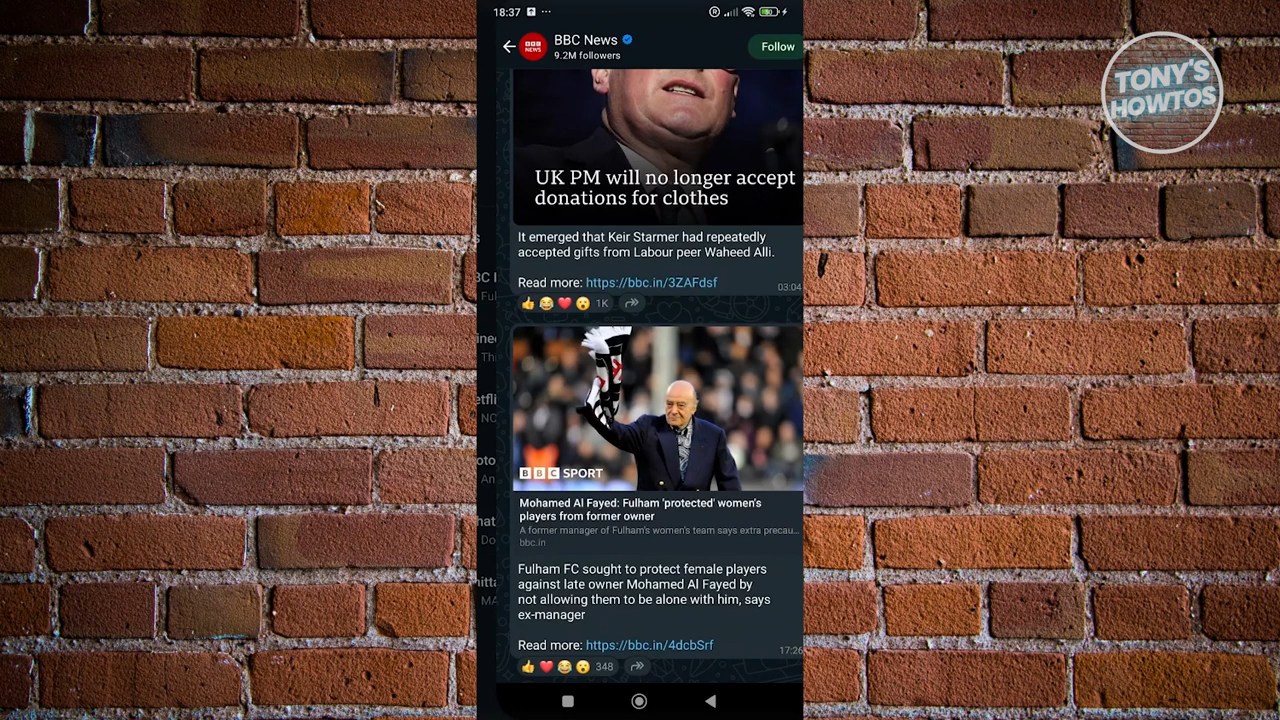 18:37
BBC News
9.2M followers
Follow
TONY'S
HOWTOS
UK PM will no longer accept
donations for clothes
It emerged that Keir Starmer had repeatedly
accepted gifts from Labour peer Waheed Alli.
Read more: https://bbc.in/3ZAFdsf
03:04
1K
BBC SPORT
Mohamed Al Fayed: Fulham 'protected' women's
players from former owner
A former manager of Fulham's women's team says extra precau...
bbc.in
Fulham FC sought to protect female players
against late owner Mohamed Al Fayed by
not allowing them to be alone with him, says
ex-manager
Read more: https://bbc.in/4dcbSrf
17:26
348